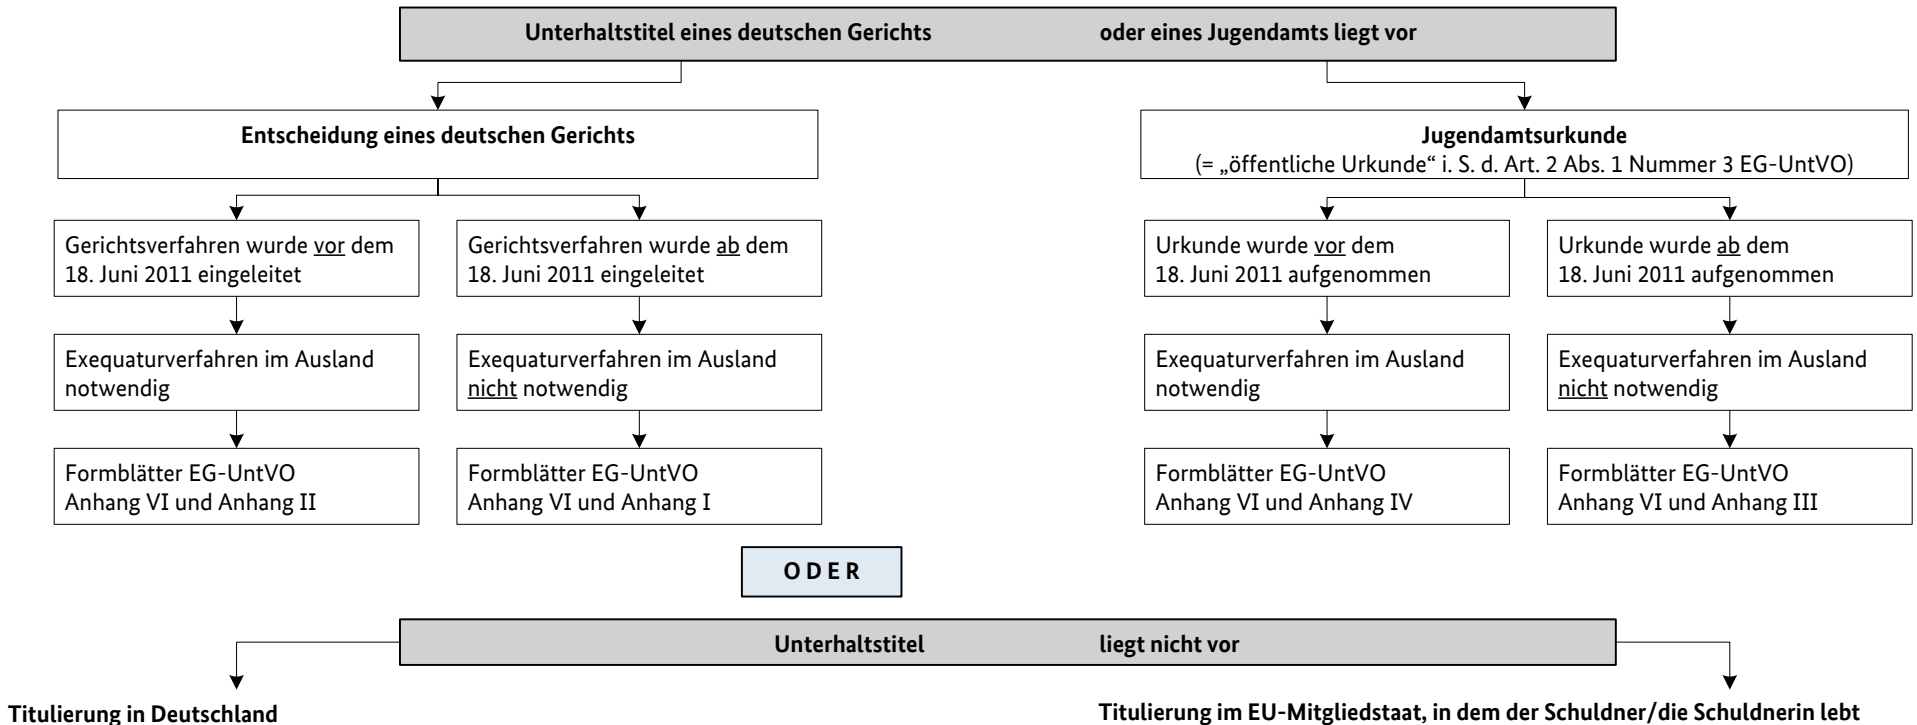 Unterhaltstitel eines deutschen Gerichts oder eines Jugendamts liegt vor
Entscheidung eines deutschen Gerichts
Jugendamtsurkunde
(= „öffentliche Urkunde“ i. S. d. Art. 2 Abs. 1 Nummer 3 EG-UntVO)
Gerichtsverfahren wurde vor dem
18. Juni 2011 eingeleitet
Gerichtsverfahren wurde ab dem
18. Juni 2011 eingeleitet
Urkunde wurde vor dem
18. Juni 2011 aufgenommen
Urkunde wurde ab dem
18. Juni 2011 aufgenommen
Exequaturverfahren im Ausland
notwendig
Exequaturverfahren im Ausland
nicht notwendig
Exequaturverfahren im Ausland
notwendig
Exequaturverfahren im Ausland
nicht notwendig
Formblätter EG-UntVO
Anhang VI und Anhang II
Formblätter EG-UntVO
Anhang VI und Anhang I
Formblätter EG-UntVO
Anhang VI und Anhang IV
Formblätter EG-UntVO
Anhang VI und Anhang III
O D E R
Unterhaltstitel liegt nicht vor
Titulierung in Deutschland
Titulierung im EU-Mitgliedstaat, in dem der Schuldner/die Schuldnerin lebt